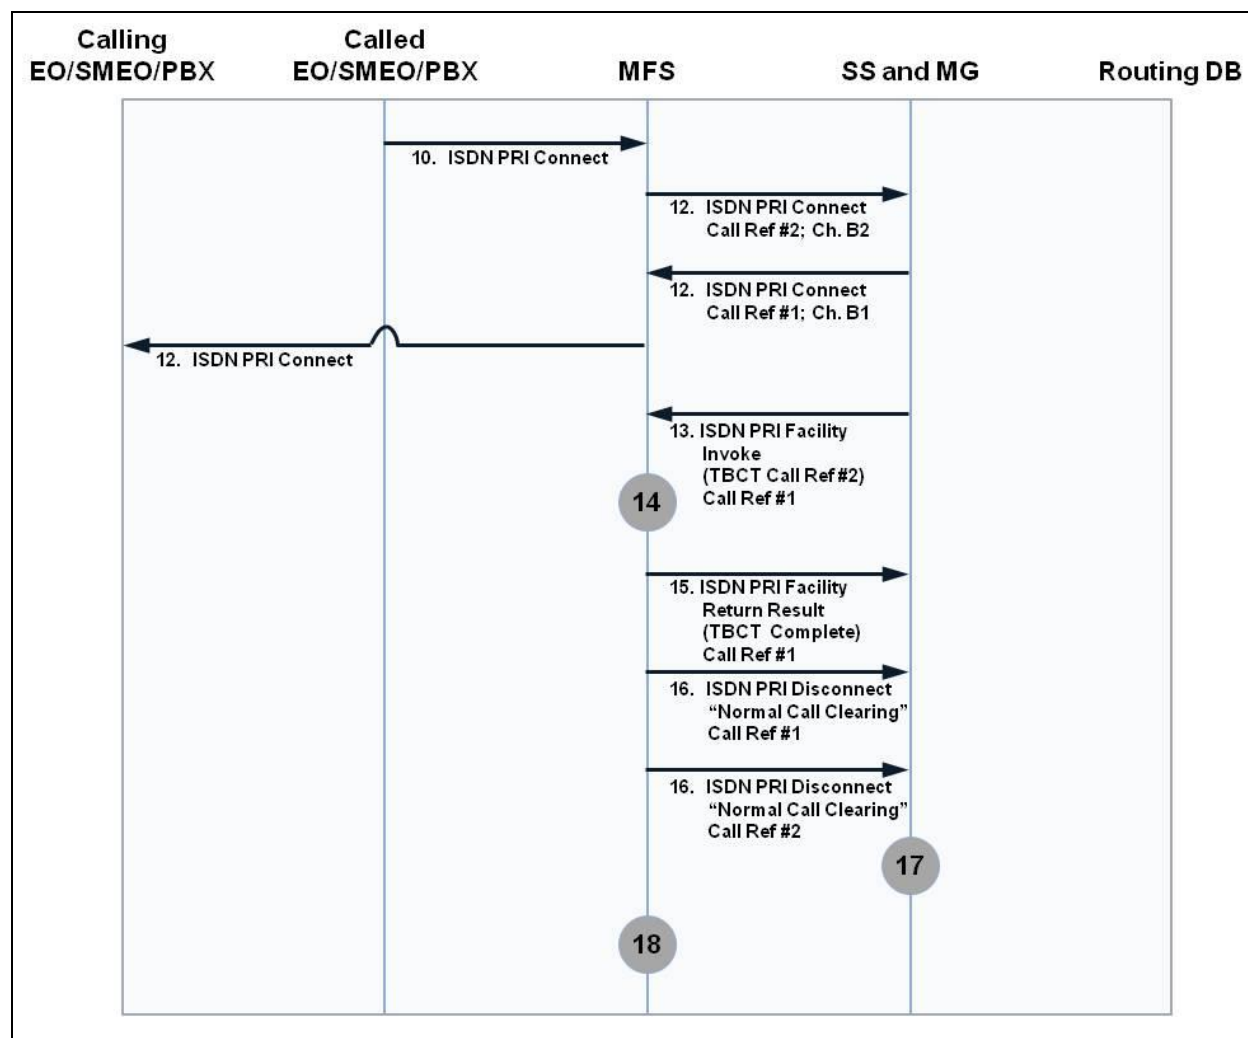 Calling
EO/SMEO/PBX
Called
EO/SMEO/PBX
MFS
SS and MG
Routing DB
10. ISDN PRI Connect
12. ISDN PRI Connect
Call Ref #2; Ch. B2
12. ISDN PRI Connect
Call Ref #1; Ch. B1
12. ISDN PRI Connect
13. ISDN PRI Facility
Invoke
(TBCT Call Ref #2)
Call Ref #1
14
15. ISDN PRI Facility
Return Result
(TBCT Complete)
Call Ref #1
16. ISDN PRI Disconnect
“Normal Call Clearing”
Call Ref #1
16. ISDN PRI Disconnect
“Normal Call Clearing”
Call Ref #2
17
18